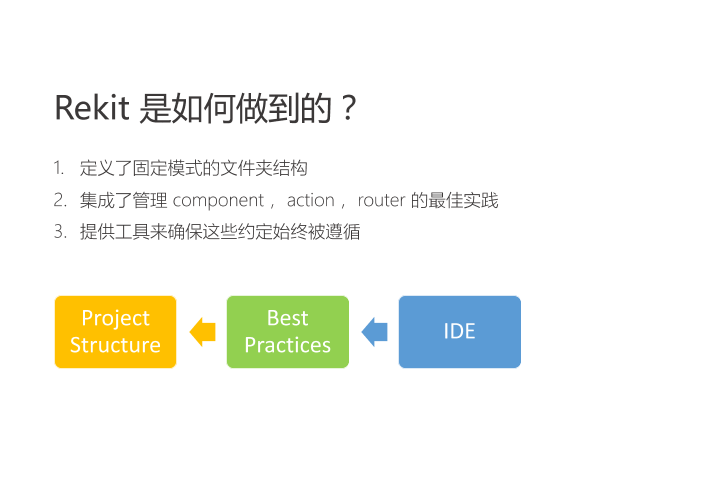 Rekit 是如何做到的？
1. 定义了固定模式的文件夹结构
2. 集成了管理 component ，action ，router 的最佳实践
3. 提供工具来确保这些约定始终被遵循
Project
Structure
Best
Practices
IDE